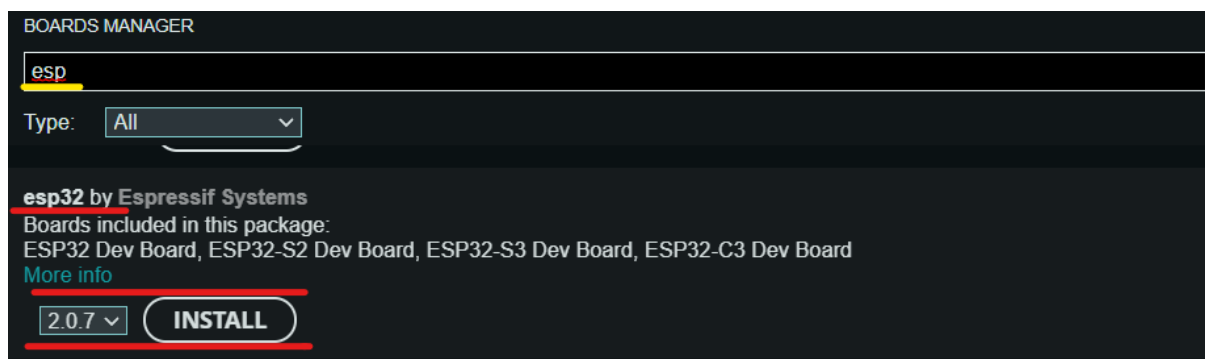 BOARDS MANAGER
esp
Type: All
esp32 by Espressif Systems
Boards included in this package:
ESP32 Dev Board, ESP32-S2 Dev Board, ESP32-S3 Dev Board, ESP32-C3 Dev Board
More info
2.0.7 INSTALL